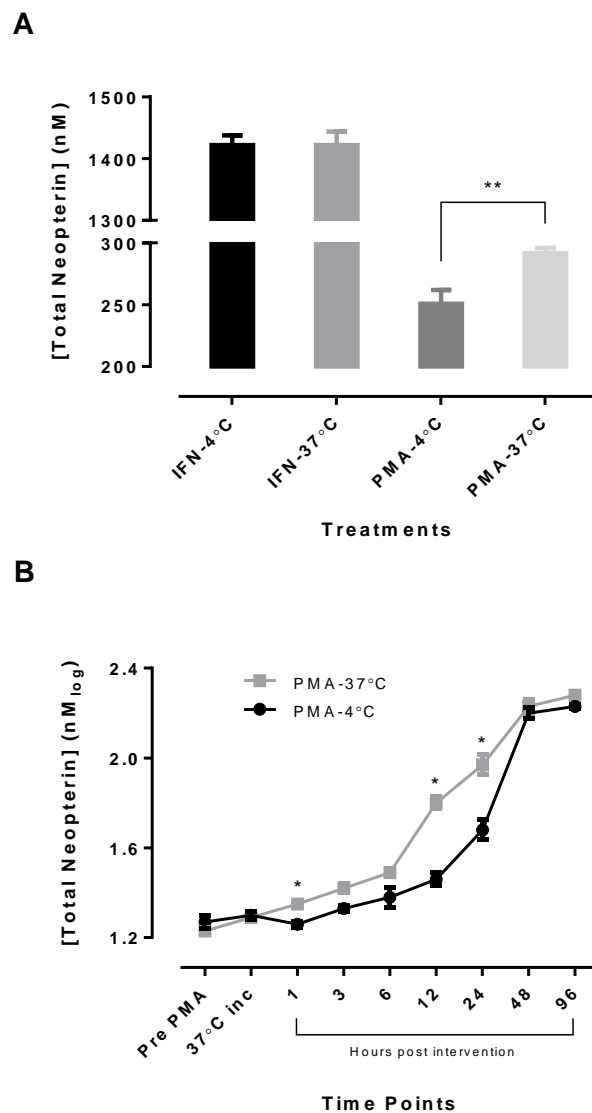 A
[Total Neopterin] (nM)
1500
1400
1300
300
250
200
**
IFN-4°C
IFN-37°C
PMA-4°C
PMA-37°C
Treatments
B
[Total Neopterin] (nM log)
2.4
2.0
1.6
1.2
PMA-37°C
PMA-4°C
*
*
*
Pre PMA
37°C inc
1
3
6
12
24
48
96
Hours post intervention
Time Points